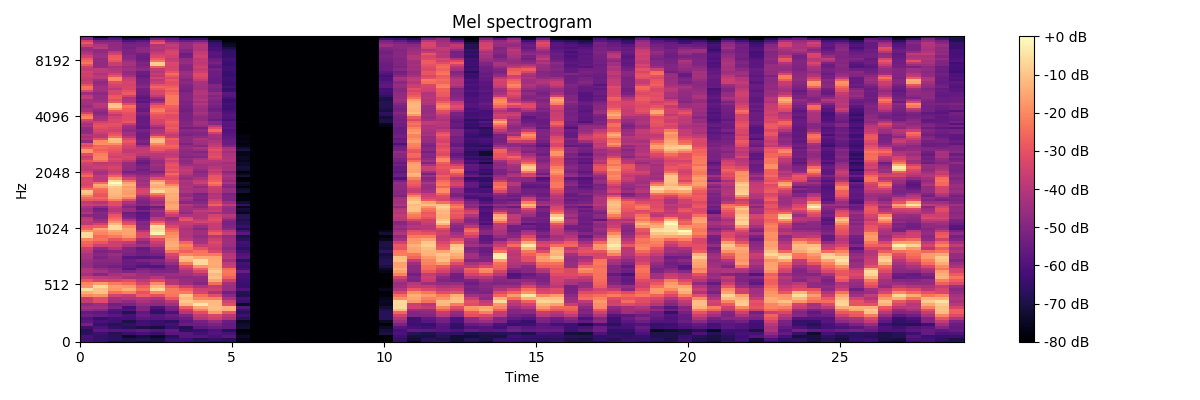 Mel spectrogram
Hz
8192
4096
2048
1024
512
0
0 5 10 15 20 25
Time
+0 dB
-10 dB
-20 dB
-30 dB
-40 dB
-50 dB
-60 dB
-70 dB
-80 dB